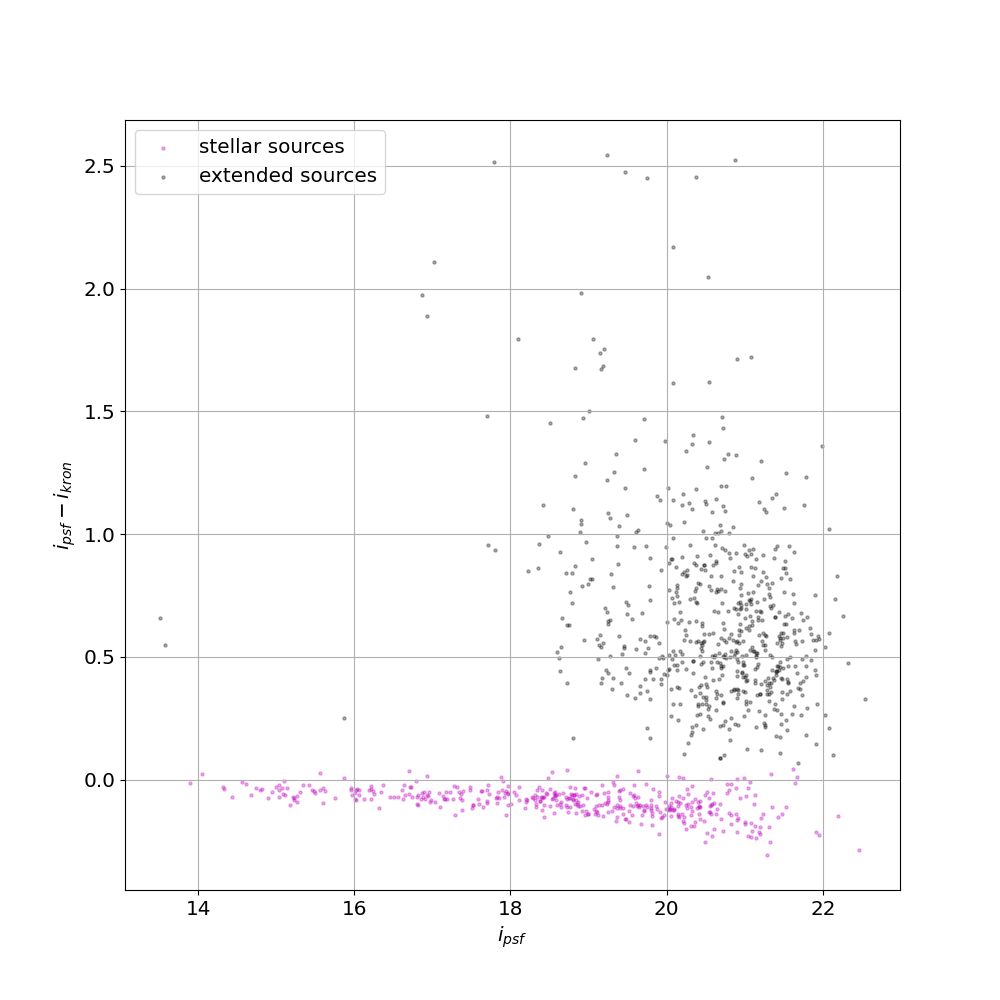 stellar sources
extended sources
2.5
2.0
1.5
1.0
0.5
0.0
i_psf − i_kron
14 16 18 20 22
i_psf